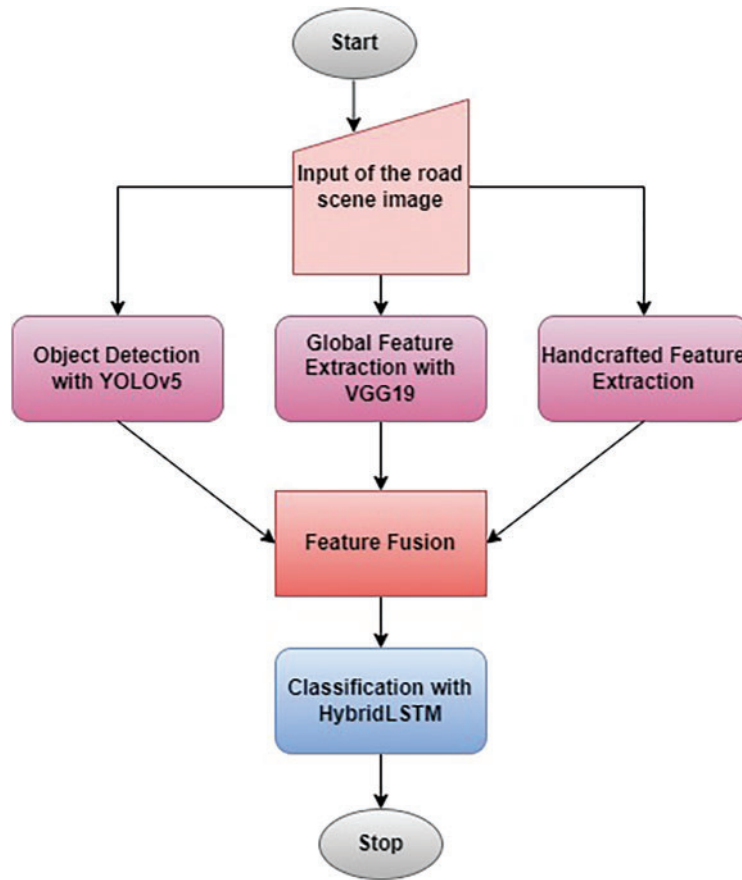 Start
Input of the road
scene image
Object Detection
with YOLOv5
Global Feature
Extraction with
VGG19
Handcrafted Feature
Extraction
Feature Fusion
Classification with
HybridLSTM
Stop